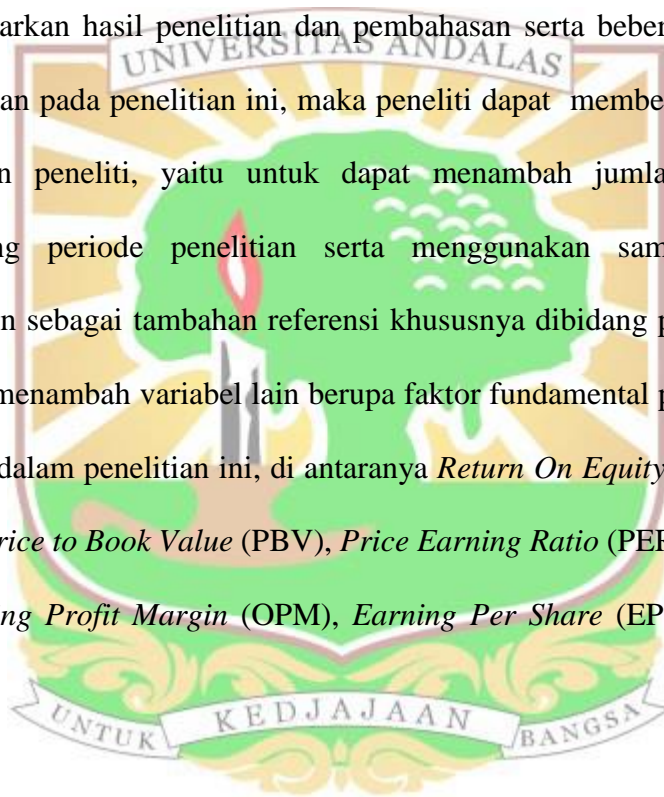 arkan hasil penelitian dan pembahasan serta beber
UNIVERSITAS ANDALAS
an pada penelitian ini, maka peneliti dapat membe
n peneliti, yaitu untuk dapat menambah jumla
ng periode penelitian serta menggunakan sam
n sebagai tambahan referensi khususnya dibidang p
menambah variabel lain berupa faktor fundamental p
dalam penelitian ini, di antaranya Return On Equity
rice to Book Value (PBV), Price Earning Ratio (PER
ng Profit Margin (OPM), Earning Per Share (EP
UNTUK KEDJAJAAN BANGSA